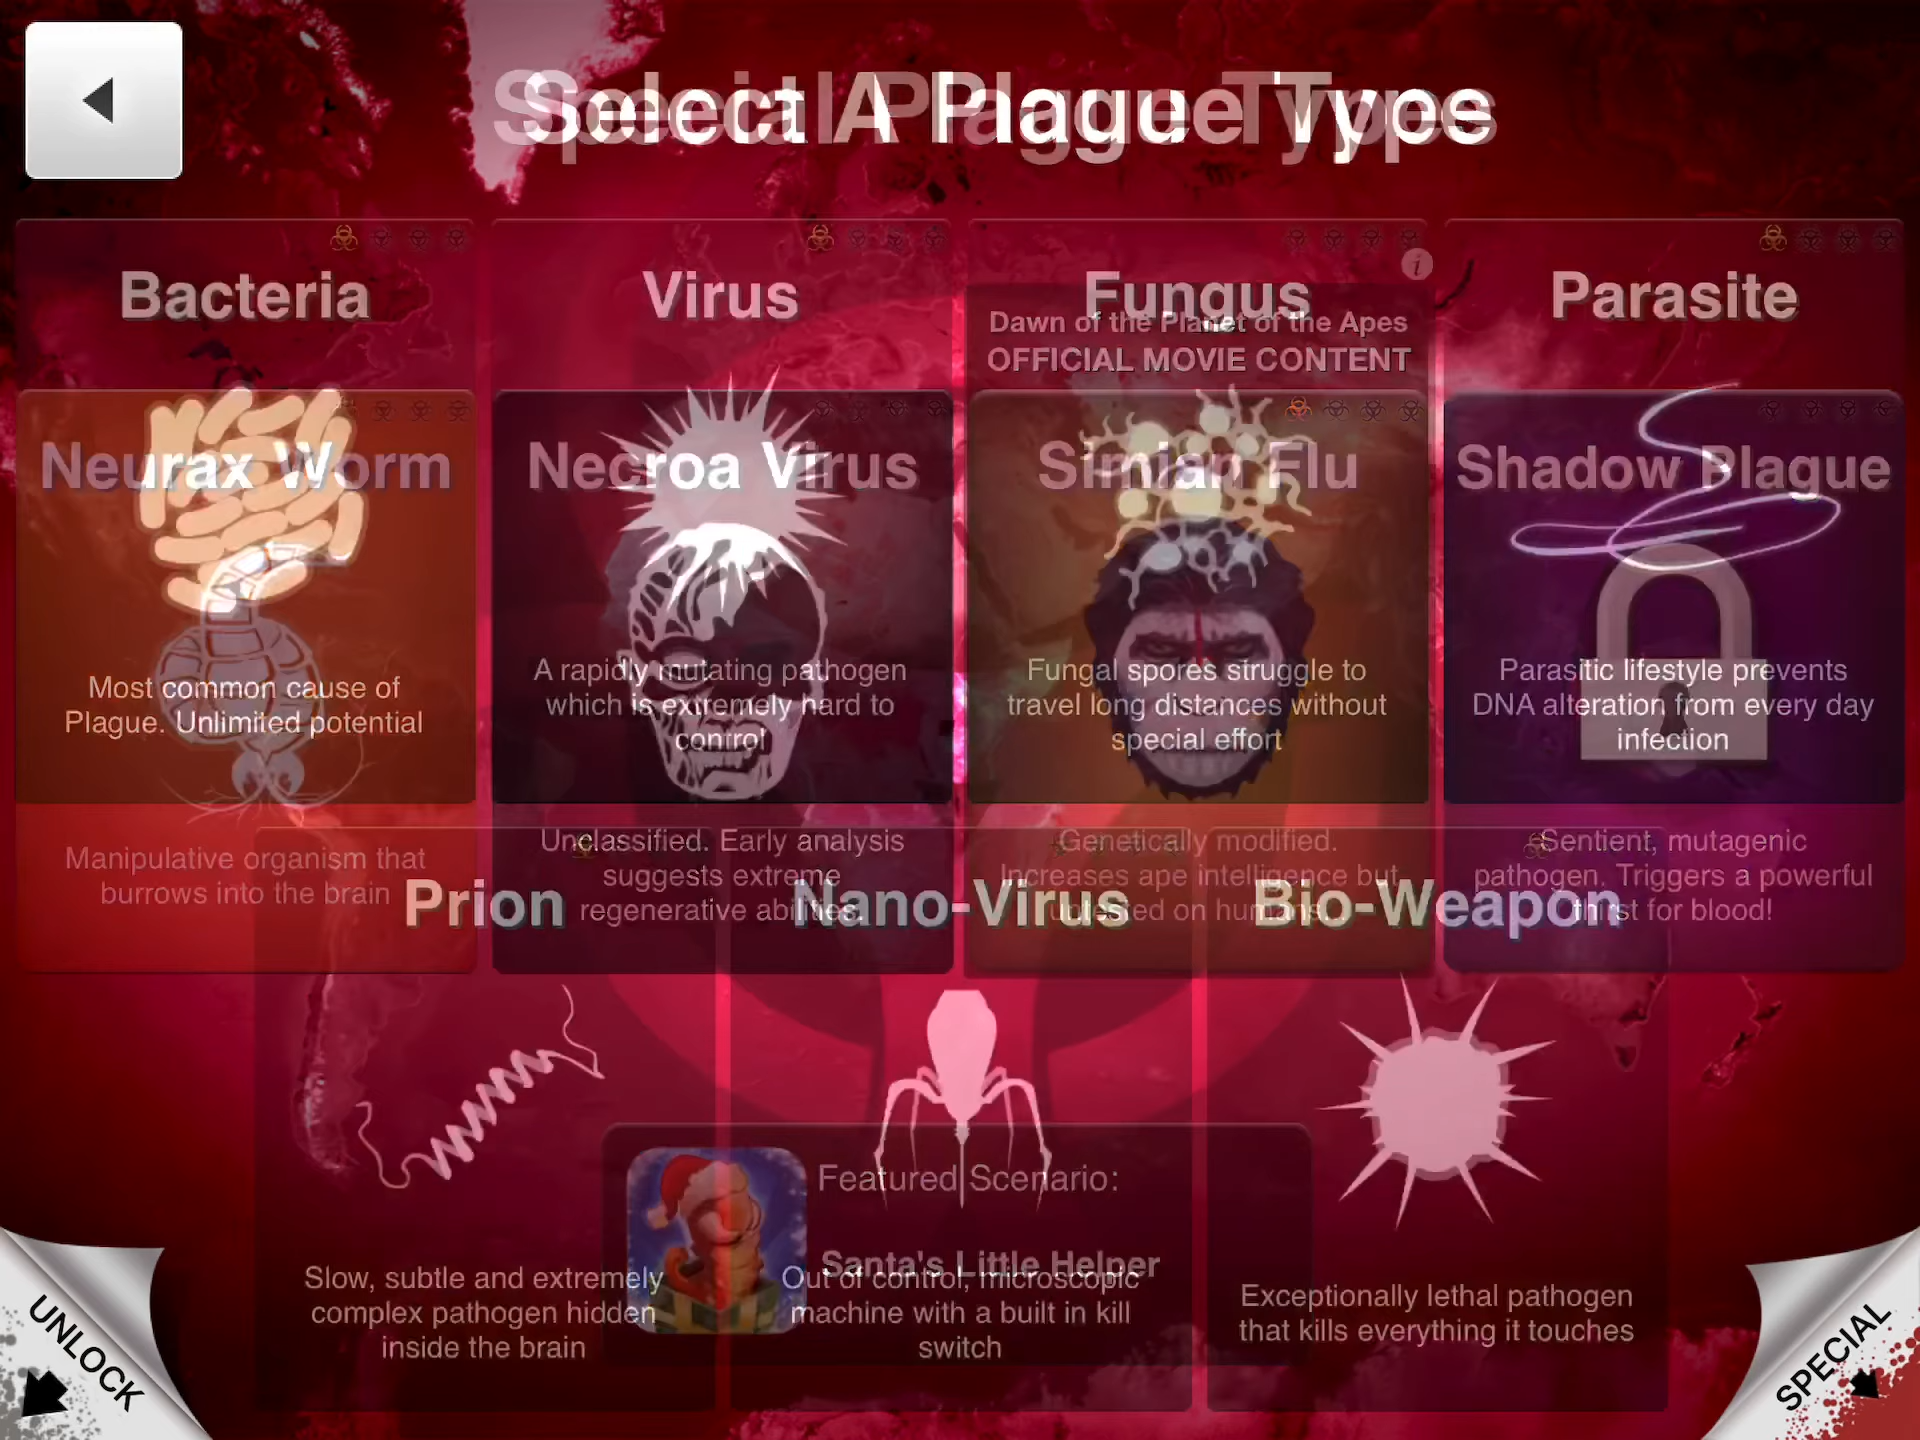 Select A Plague Type
Special Plague Types
Bacteria
Virus
Fungus
Parasite
Dawn of the Planet of the Apes
OFFICIAL MOVIE CONTENT
Neurax Worm
Necroa Virus
Simian Flu
Shadow Plague
Most common cause of
Plague. Unlimited potential
A rapidly mutating pathogen
which is extremely hard to
control
Fungal spores struggle to
travel long distances without
special effort
Parasitic lifestyle prevents
DNA alteration from every day
infection
Manipulative organism that
burrows into the brain
Unclassified. Early analysis
suggests extreme
regenerative abilities.
Genetically modified.
Increases ape intelligence but
on humans
Sentient, mutagenic
pathogen. Triggers a powerful
thirst for blood!
Prion
Nano-Virus
Bio-Weapon
Featured Scenario:
Santa's Little Helper
Slow, subtle and extremely
complex pathogen hidden
inside the brain
Out of control, microscopic
machine with a built in kill
switch
Exceptionally lethal pathogen
that kills everything it touches
UNLOCK
SPECIAL